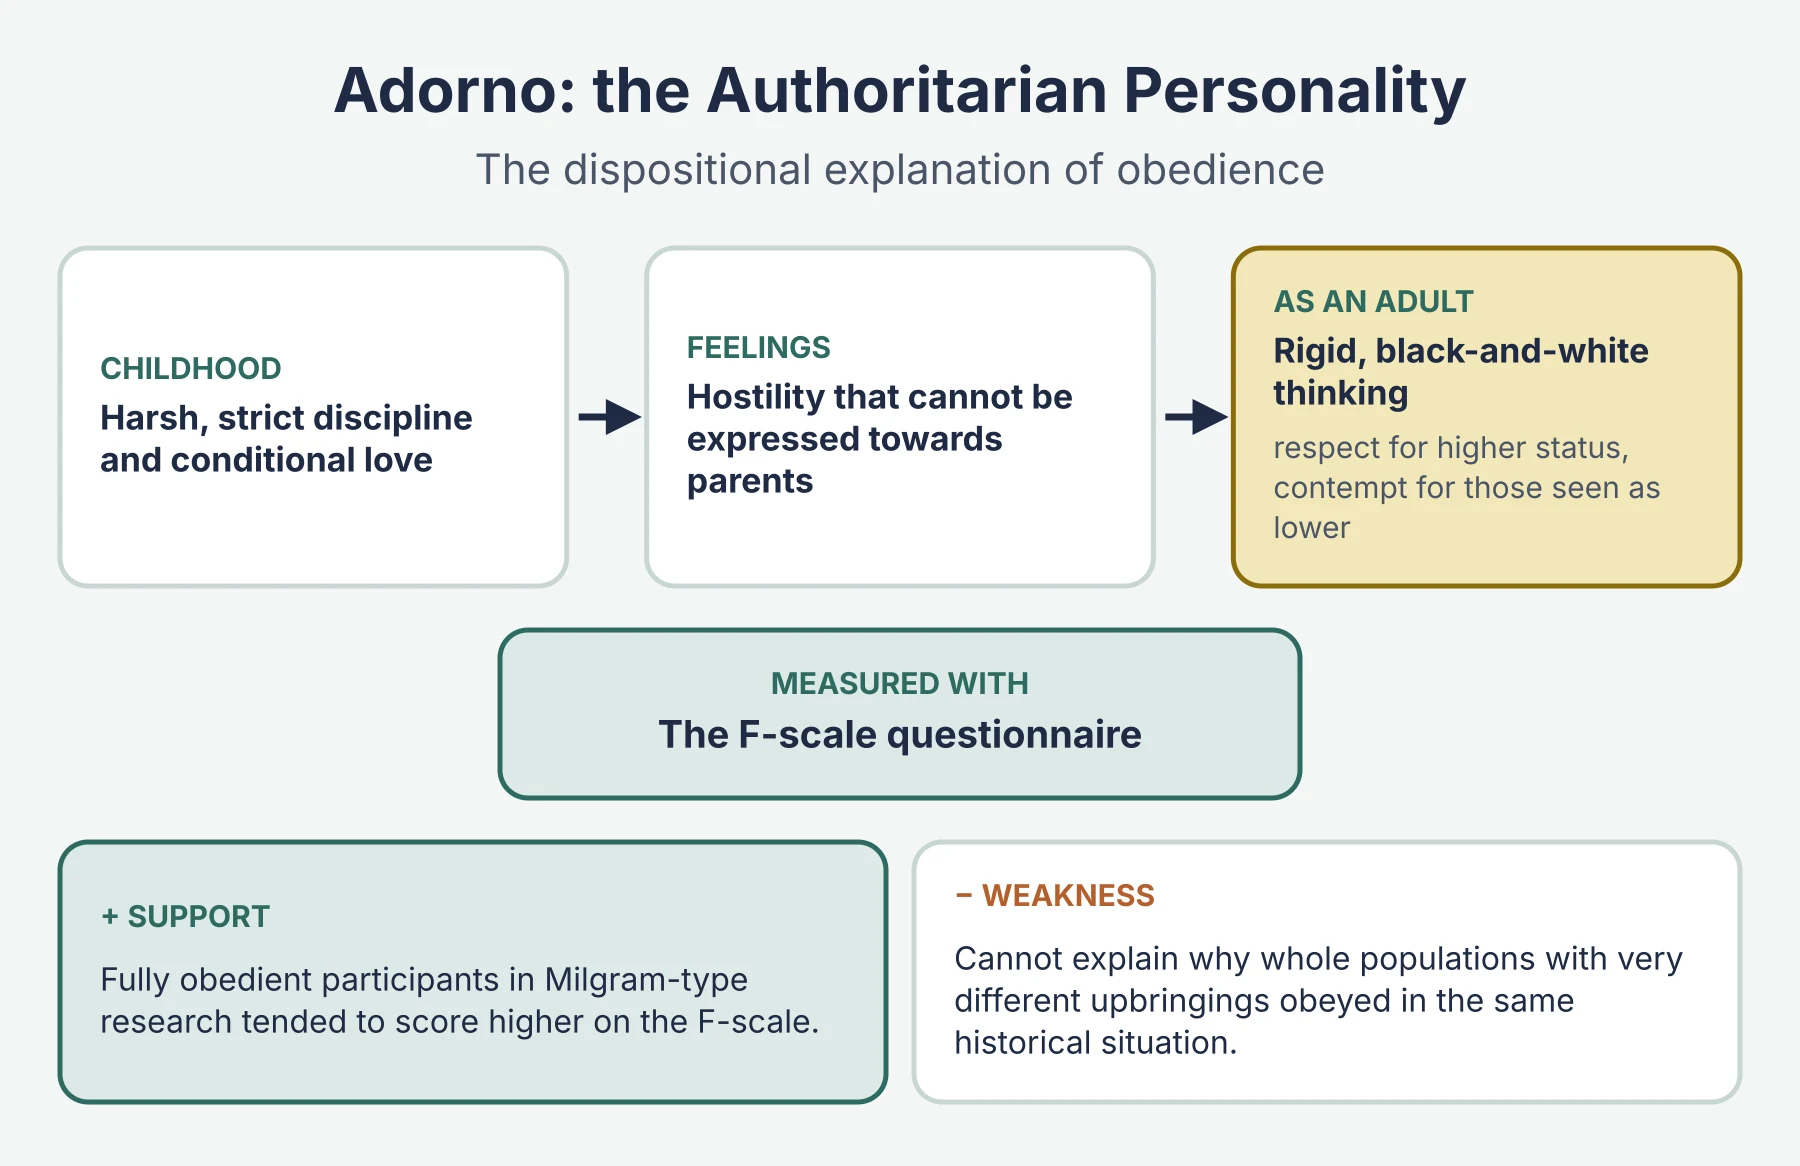 Adorno: the Authoritarian Personality
The dispositional explanation of obedience
CHILDHOOD
Harsh, strict discipline
and conditional love
FEELINGS
Hostility that cannot be
expressed towards
parents
AS AN ADULT
Rigid, black-and-white
thinking
respect for higher status,
contempt for those seen as
lower
MEASURED WITH
The F-scale questionnaire
+ SUPPORT
Fully obedient participants in Milgram-type
research tended to score higher on the F-scale.
− WEAKNESS
Cannot explain why whole populations with very
different upbringings obeyed in the same
historical situation.